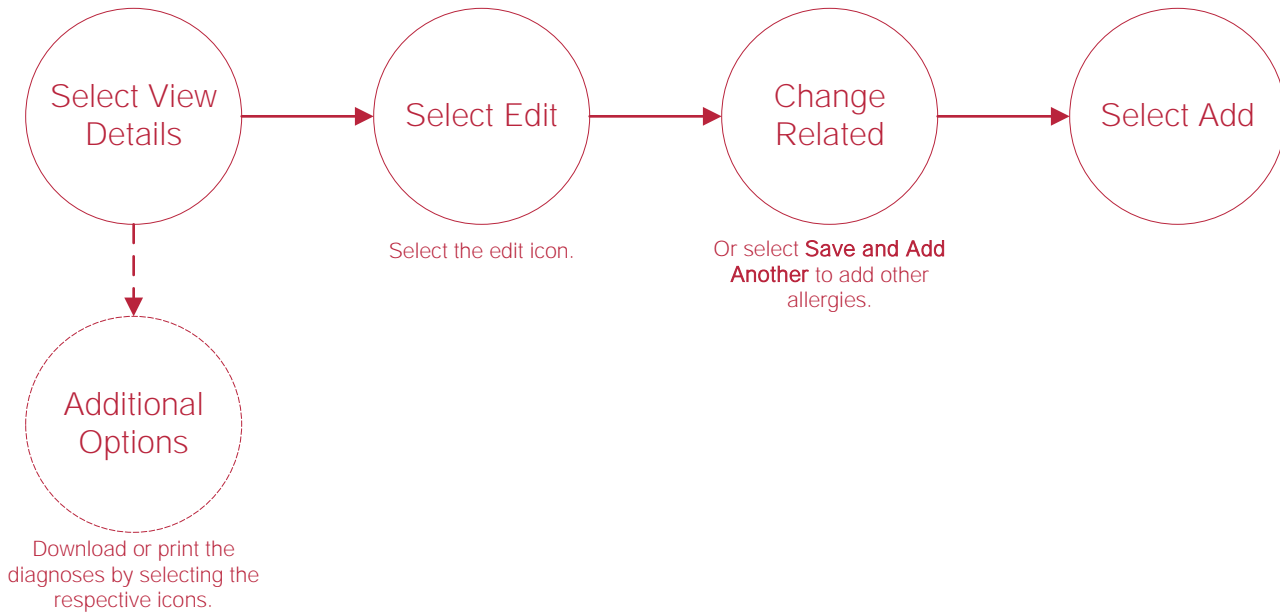 Select View
Details
Select Edit
Change
Related
Select Add
Select the edit icon.
Or select Save and Add
Another to add other
allergies.
Additional
Options
Download or print the
diagnoses by selecting the
respective icons.